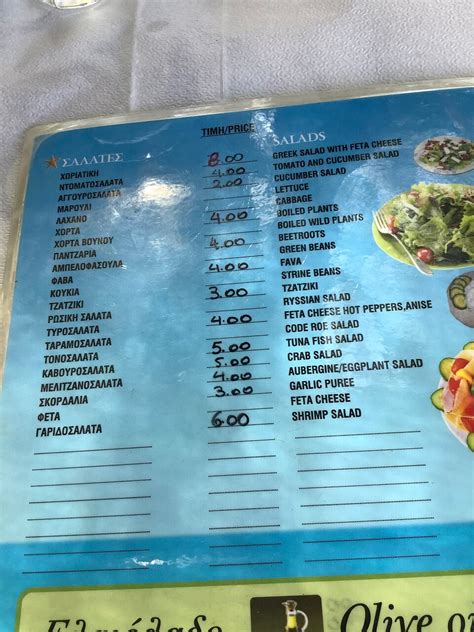 ΣΑΛΑΤΕΣ
ΧΩΡΙΑΤΙΚΗ
ΝΤΟΜΑΤΟΣΑΛΑΤΑ
ΑΓΓΟΥΡΟΣΑΛΑΤΑ
ΜΑΡΟΥΛΙ
ΛΑΧΑΝΟ
ΧΟΡΤΑ
ΧΟΡΤΑ ΒΟΥΝΟΥ
ΠΑΝΤΖΑΡΙΑ
ΑΜΠΕΛΟΦΑΣΟΥΛΑ
ΦΑΒΑ
ΚΟΥΚΙΑ
ΤΖΑΤΖΙΚΙ
ΡΩΣΙΚΗ ΣΑΛΑΤΑ
ΤΥΡΟΣΑΛΑΤΑ
ΤΑΡΑΜΟΣΑΛΑΤΑ
ΤΟΝΟΣΑΛΑΤΑ
ΚΑΒΟΥΡΟΣΑΛΑΤΑ
ΜΕΛΙΤΖΑΝΟΣΑΛΑΤΑ
ΣΚΟΡΔΑΛΙΑ
ΦΕΤΑ
ΓΑΡΙΔΟΣΑΛΑΤΑ
ΤΙΜΗ/PRICE
8.00
4.00
2.00
4.00
4.00
4.00
3.00
4.00
5.00
5.00
4.00
3.00
6.00
SALADS
GREEK SALAD WITH FETA CHEESE
TOMATO AND CUCUMBER SALAD
CUCUMBER SALAD
LETTUCE
CABBAGE
BOILED PLANTS
BOILED WILD PLANTS
BEETROOTS
GREEN BEANS
FAVA
STRINE BEANS
TZATZIKI
RYSSIAN SALAD
FETA CHEESE HOT PEPPERS,ANISE
CODE ROE SALAD
TUNA FISH SALAD
CRAB SALAD
AUBERGINE/EGGPLANT SALAD
GARLIC PUREE
FETA CHEESE
SHRIMP SALAD
Ελαιόλαδο
Olive